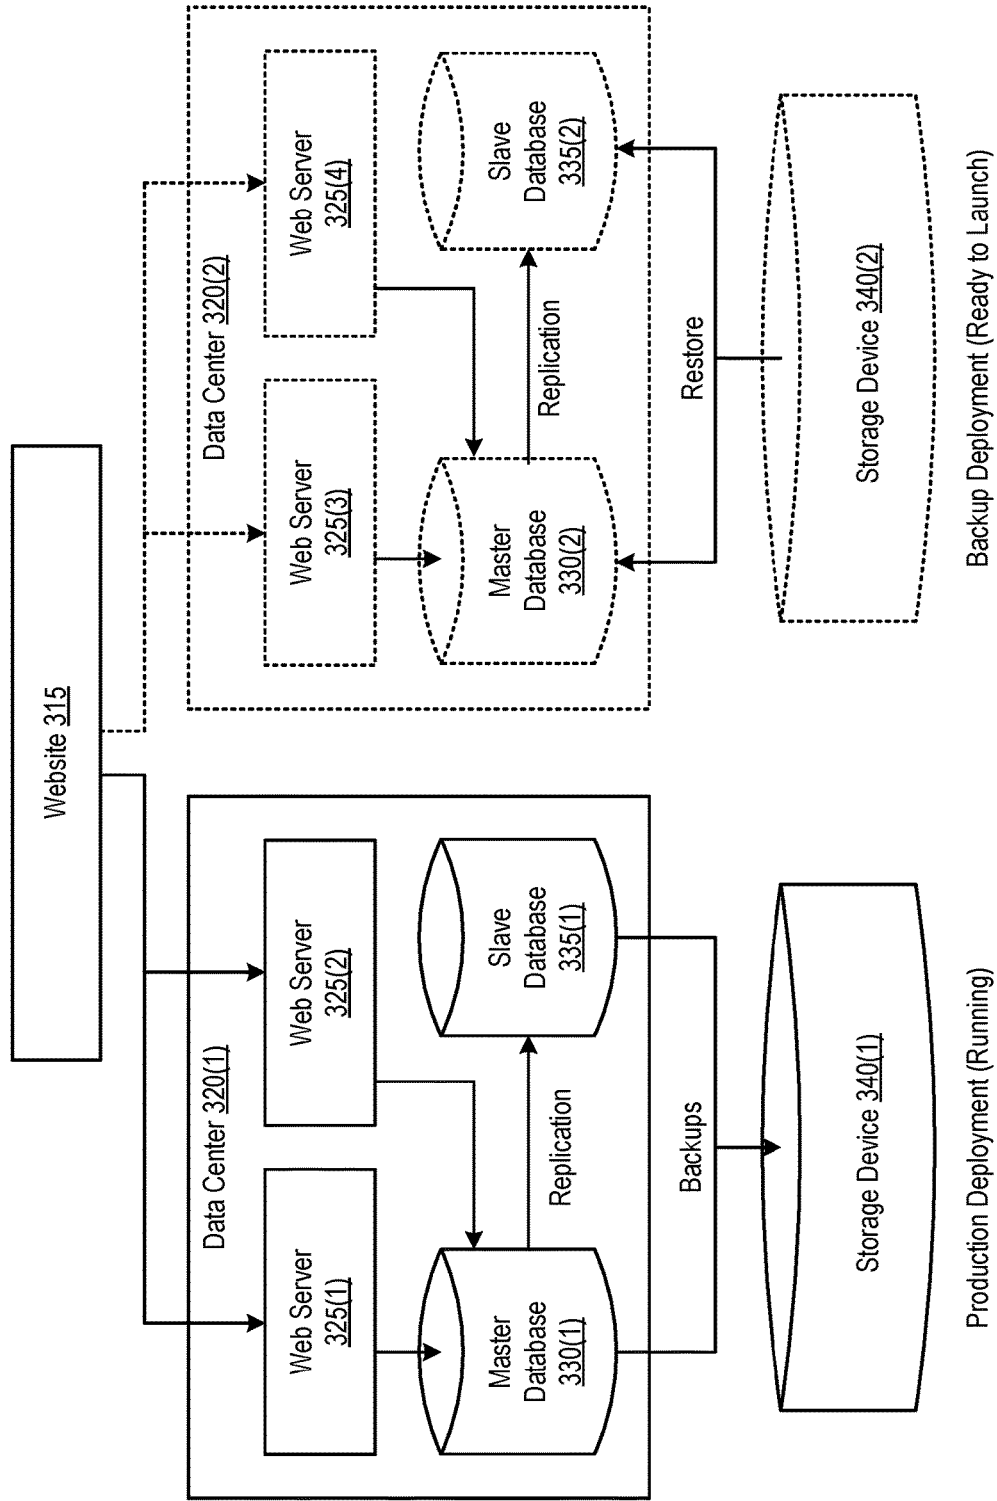 Website 315
Data Center 320(1)
Web Server
325(1)
Web Server
325(2)
Master
Database
330(1)
Replication
Slave
Database
335(1)
Backups
Storage Device 340(1)
Production Deployment (Running)
Data Center 320(2)
Web Server
325(3)
Web Server
325(4)
Master
Database
330(2)
Replication
Slave
Database
335(2)
Restore
Storage Device 340(2)
Backup Deployment (Ready to Launch)